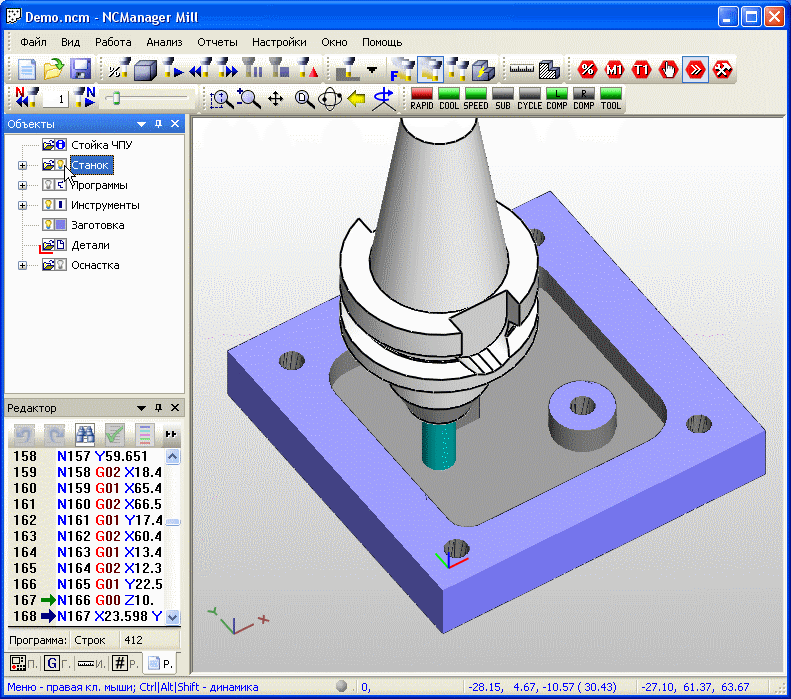 Demo.ncm - NCManager Mill
Файл Вид Работа Анализ Отчеты Настройки Окно Помощь
% F % M1 T1
N 1 N RAPID COOL SPEED SUB CYCLE L COMP R COMP TOOL
Объекты
Стойка ЧПУ
Станок
Программы
Инструменты
Заготовка
Детали
Оснастка
Редактор
158 N157 Y59.651
159 N158 G02 X18.4
160 N159 G01 X65.4
161 N160 G02 X66.5
162 N161 G01 Y17.4
163 N162 G02 X60.4
164 N163 G01 X13.4
165 N164 G02 X12.3
166 N165 G01 Y22.5
167 N166 G00 Z10.
168 N167 X23.598 Y
Y X
Программа: Строк 412
П. G Г. И. # Р. Р.
Меню - правая кл. мыши; Ctrl|Alt|Shift - динамика 0, -28.15, 4.67, -10.57 ( 30.43) -27.10, 61.37, 63.67